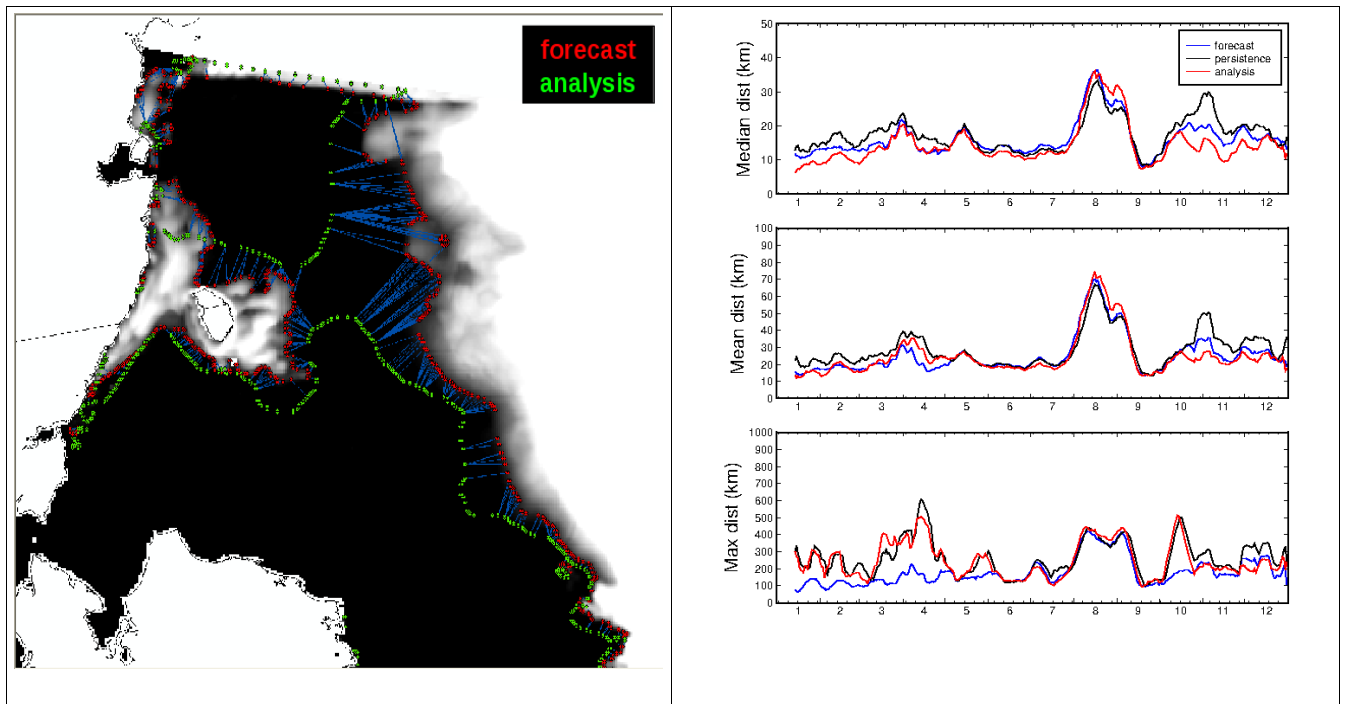 forecast
analysis
Median dist (km)
50
40
30
20
10
0
forecast
persistence
analysis
1 2 3 4 5 6 7 8 9 10 11 12
Mean dist (km)
100
90
80
70
60
50
40
30
20
10
0
1 2 3 4 5 6 7 8 9 10 11 12
Max dist (km)
1000
900
800
700
600
500
400
300
200
100
0
1 2 3 4 5 6 7 8 9 10 11 12